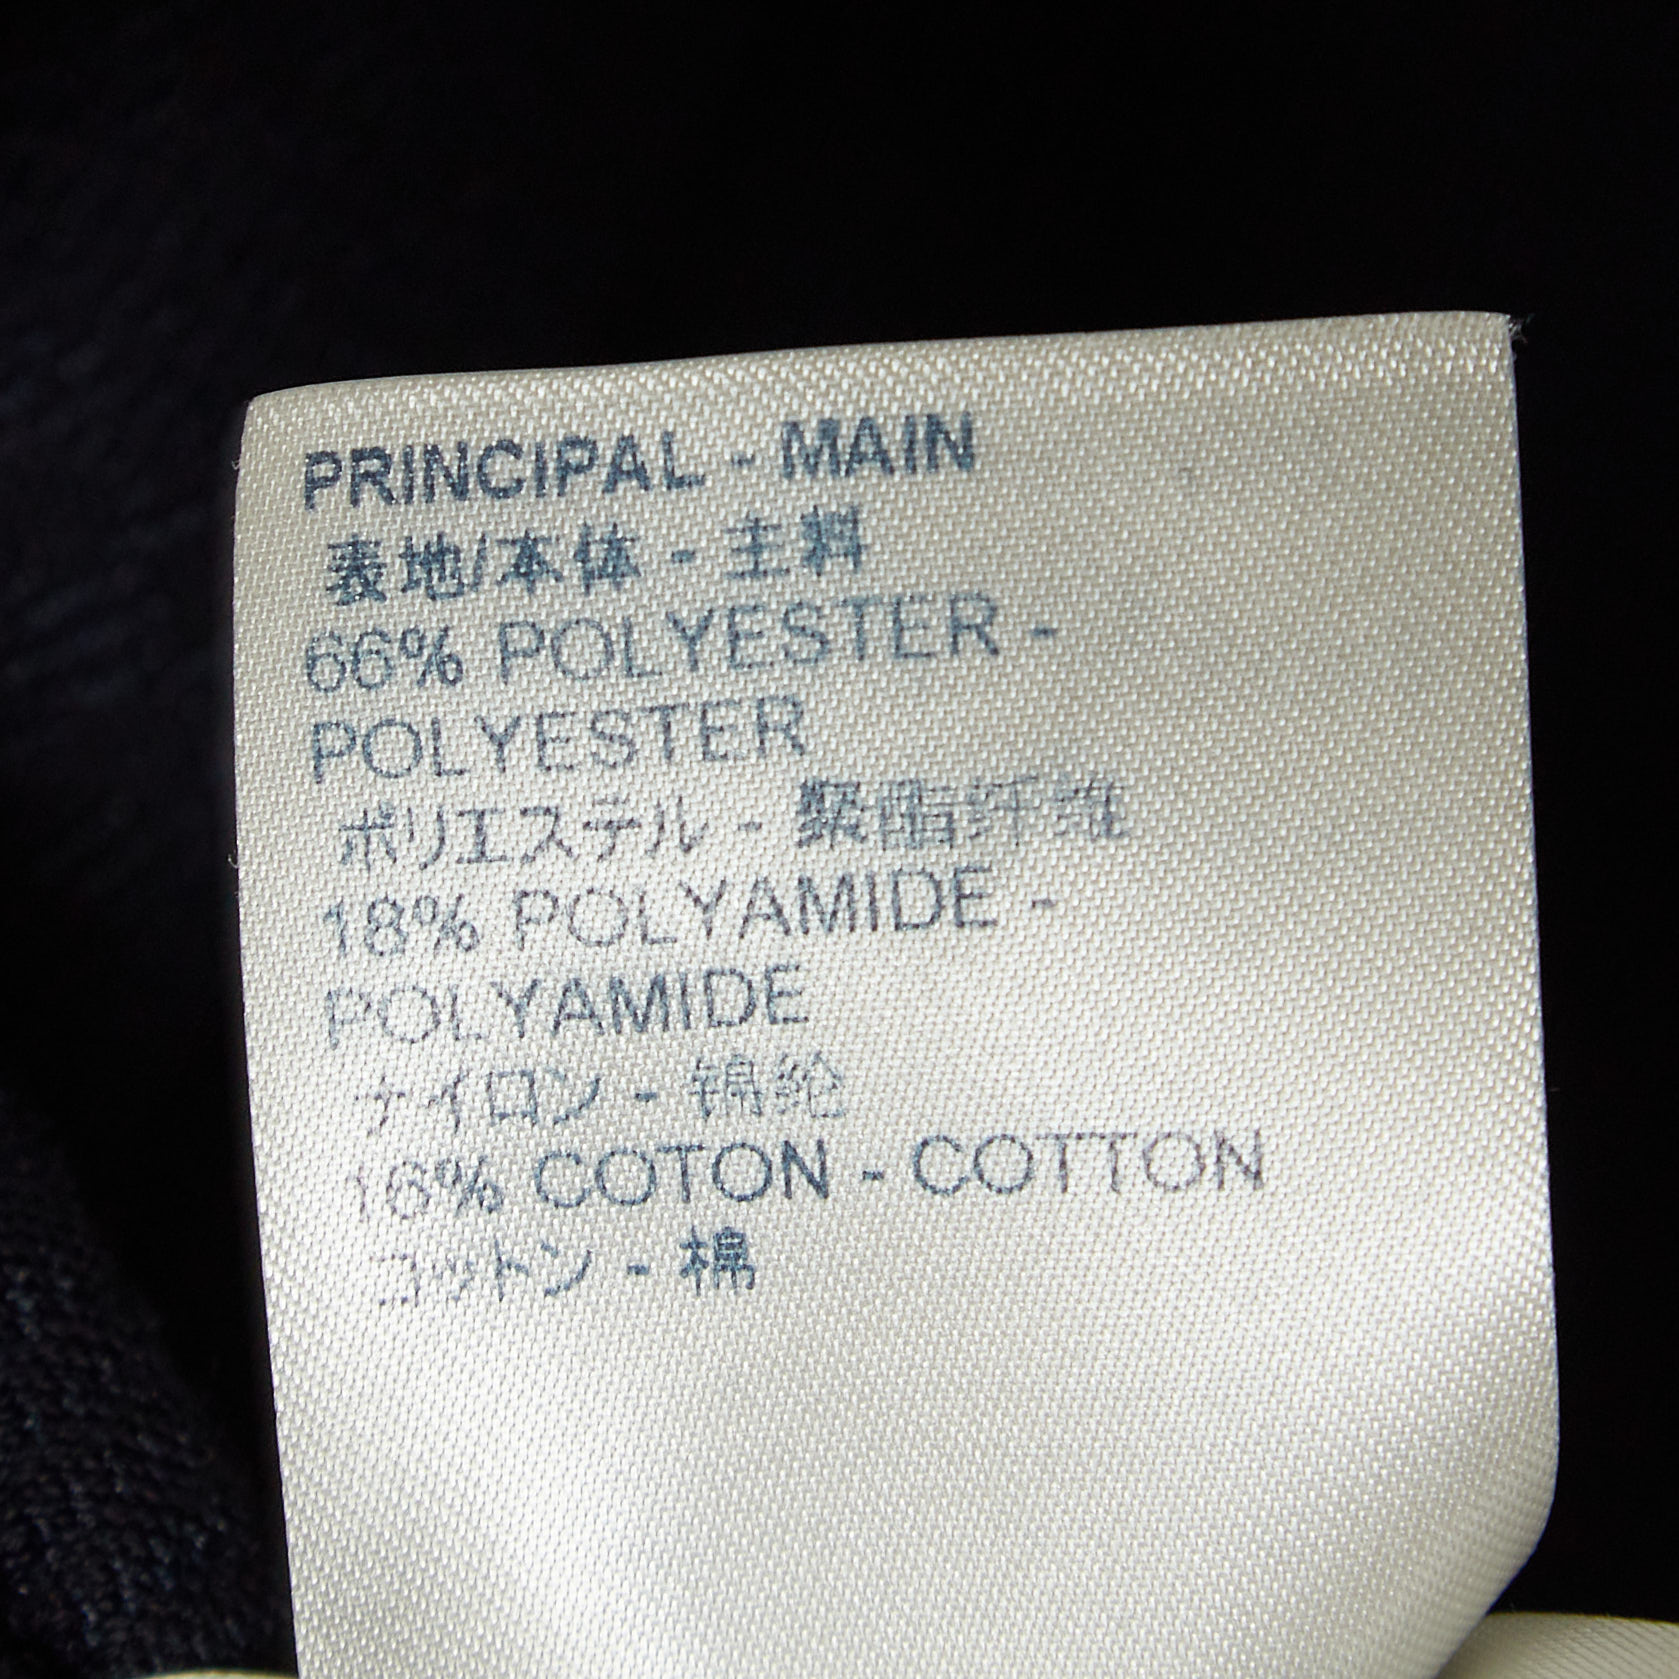 PRINCIPAL - MAIN
表地/本体 - 主料
66% POLYESTER -
POLYESTER
ポリエステル - 聚酯纤维
18% POLYAMIDE -
POLYAMIDE
ナイロン - 锦纶
16% COTON - COTTON
コットン - 棉